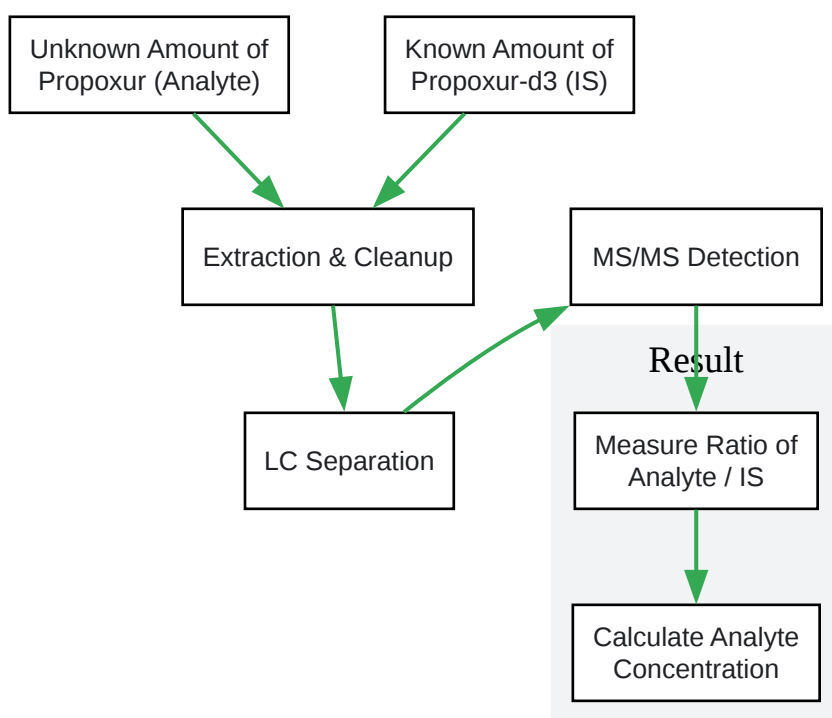 Unknown Amount of
Propoxur (Analyte)
Known Amount of
Propoxur-d3 (IS)
Extraction & Cleanup
MS/MS Detection
Result
LC Separation
Measure Ratio of
Analyte / IS
Calculate Analyte
Concentration